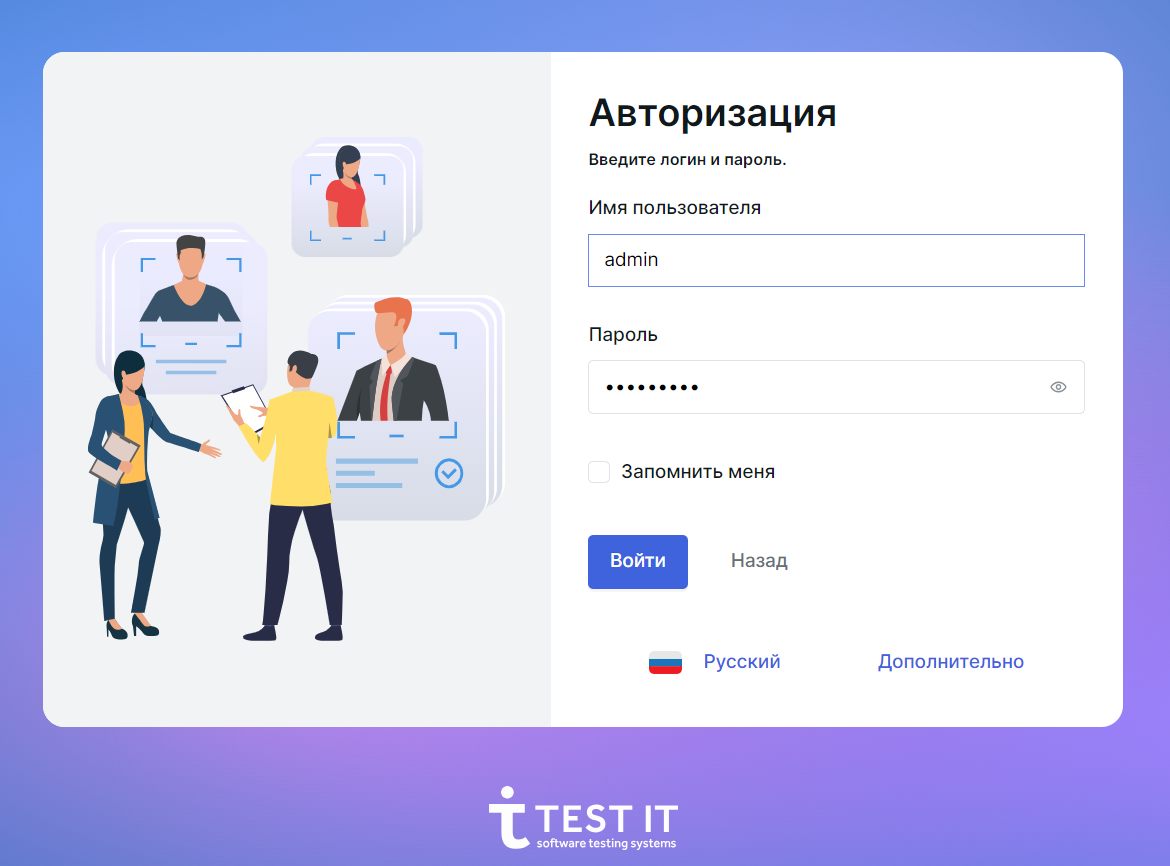 Авторизация
Введите логин и пароль.
Имя пользователя
admin
Пароль
•••••••••
Запомнить меня
Войти
Назад
Русский
Дополнительно
TEST IT
software testing systems